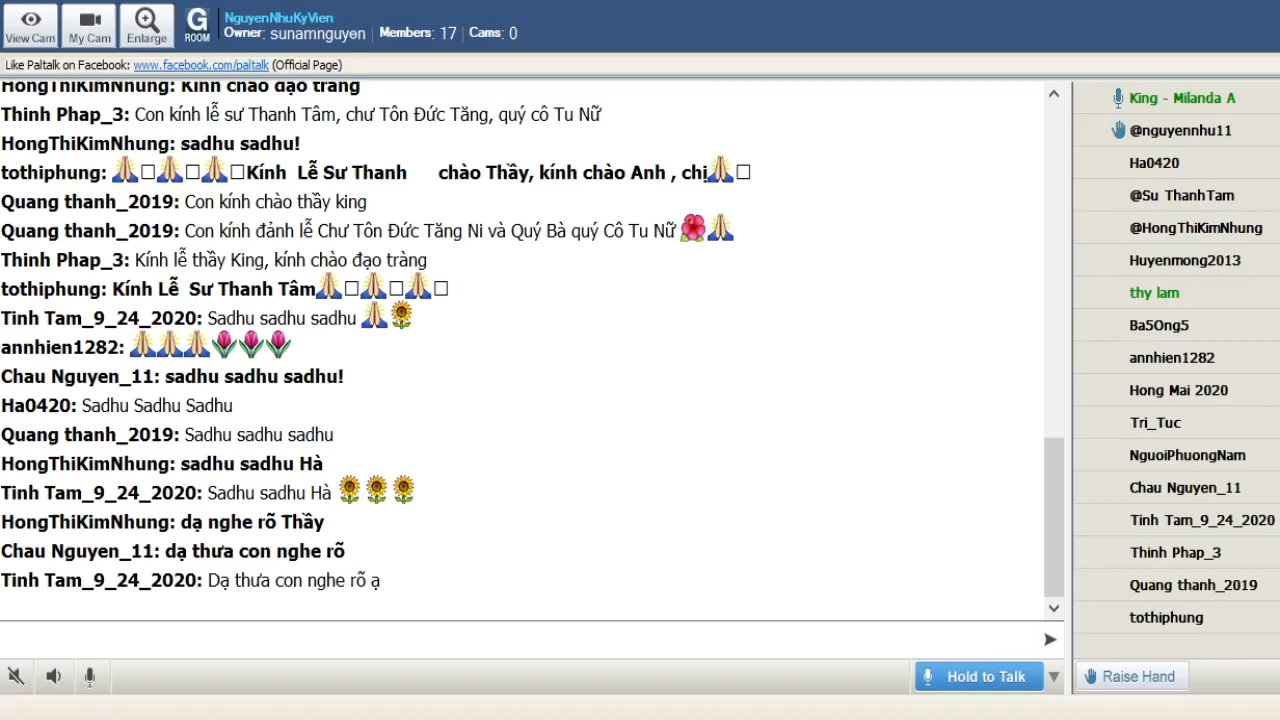 View Cam
My Cam
Enlarge
G
ROOM
NguyenNhuKyVien
Owner: sunamnguyen
Members: 17
Cams: 0
Like Paltalk on Facebook: www.facebook.com/paltalk (Official Page)
HongThiKimNhung: Kính chào đạo tràng
Thinh Phap_3: Con kính lễ sư Thanh Tâm, chư Tôn Đức Tăng, quý cô Tu Nữ
HongThiKimNhung: sadhu sadhu!
tothiphung: 🙏□🙏□🙏□Kính Lễ Sư Thanh chào Thầy, kính chào Anh , chị🙏□
Quang thanh_2019: Con kính chào thầy king
Quang thanh_2019: Con kính đảnh lễ Chư Tôn Đức Tăng Ni và Quý Bà quý Cô Tu Nữ 🌺🙏
Thinh Phap_3: Kính lễ thầy King, kính chào đạo tràng
tothiphung: Kính Lễ Sư Thanh Tâm🙏□🙏□🙏□
Tinh Tam_9_24_2020: Sadhu sadhu sadhu 🙏🌻
annhien1282: 🙏🙏🙏🌷🌷🌷
Chau Nguyen_11: sadhu sadhu sadhu!
Ha0420: Sadhu Sadhu Sadhu
Quang thanh_2019: Sadhu sadhu sadhu
HongThiKimNhung: sadhu sadhu Hà
Tinh Tam_9_24_2020: Sadhu sadhu Hà 🌻🌻🌻
HongThiKimNhung: dạ nghe rõ Thầy
Chau Nguyen_11: dạ thưa con nghe rõ
Tinh Tam_9_24_2020: Dạ thưa con nghe rõ ạ
Hold to Talk
King - Milanda A
@nguyennhu11
Ha0420
@Su ThanhTam
@HongThiKimNhung
Huyenmong2013
thy lam
Ba5Ong5
annhien1282
Hong Mai 2020
Tri_Tuc
NguoiPhuongNam
Chau Nguyen_11
Tinh Tam_9_24_2020
Thinh Phap_3
Quang thanh_2019
tothiphung
Raise Hand